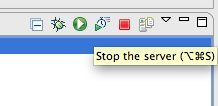 Stop the server (⌥⌘S)